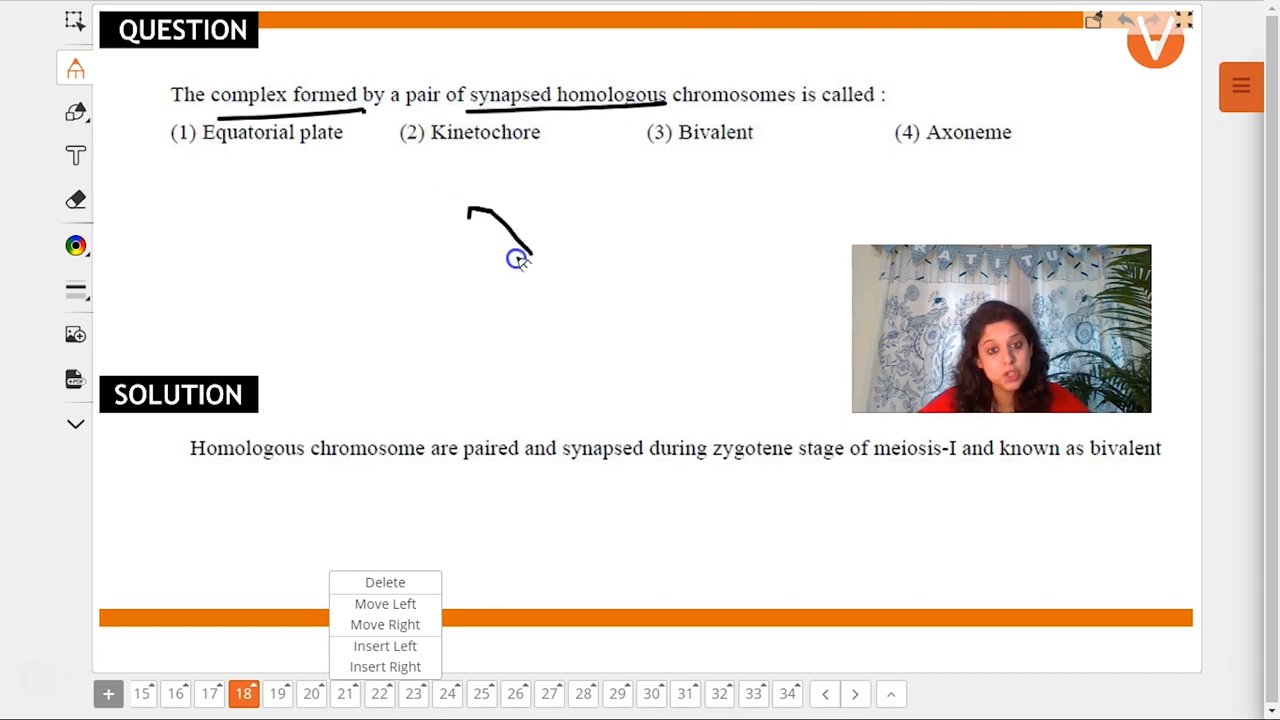 QUESTION
The complex formed by a pair of synapsed homologous chromosomes is called :
(1) Equatorial plate (2) Kinetochore (3) Bivalent (4) Axoneme
RATITUD
SOLUTION
Homologous chromosome are paired and synapsed during zygotene stage of meiosis-I and known as bivalent
Delete
Move Left
Move Right
Insert Left
Insert Right
+ 15 16 17 18 19 20 21 22 23 24 25 26 27 28 29 30 31 32 33 34